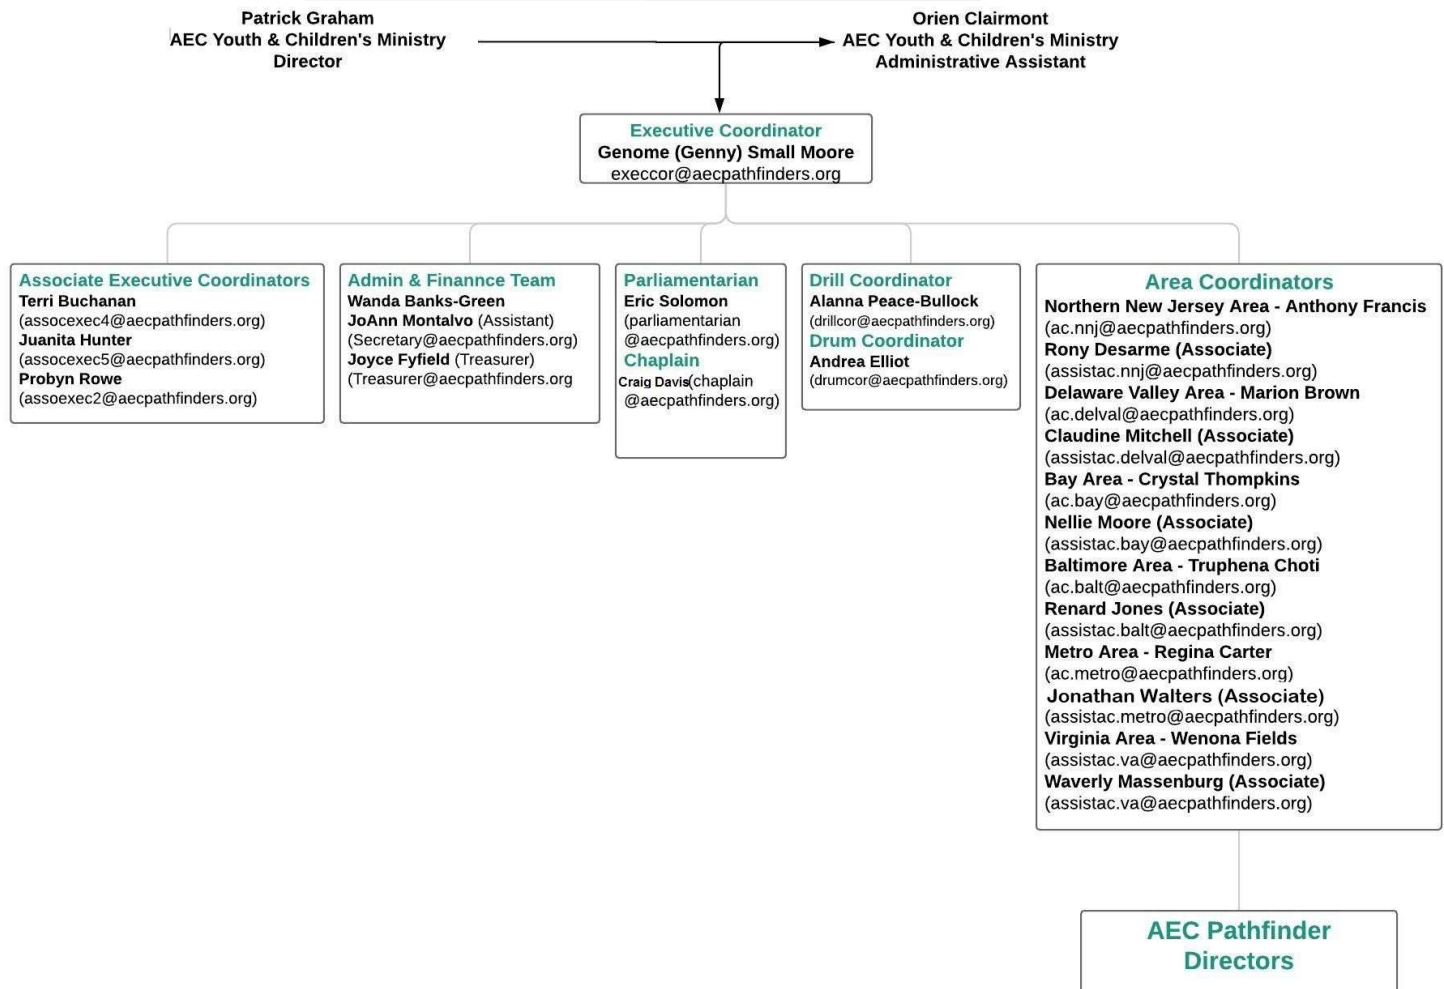 Patrick Graham
AEC Youth & Children's Ministry
Director
Orien Clairmont
AEC Youth & Children's Ministry
Administrative Assistant
Executive Coordinator
Genome (Genny) Small Moore
execcor@aecpathfinders.org
Associate Executive Coordinators
Terri Buchanan
(assocexec4@aecpathfinders.org)
Juanita Hunter
(assocexec5@aecpathfinders.org)
Probyn Rowe
(assoexec2@aecpathfinders.org)
Admin & Finannce Team
Wanda Banks-Green
JoAnn Montalvo (Assistant)
(Secretary@aecpathfinders.org)
Joyce Fyfield (Treasurer)
(Treasurer@aecpathfinders.org
Parliamentarian
Eric Solomon
(parliamentarian
@aecpathfinders.org)
Chaplain
Craig Davis(chaplain
@aecpathfinders.org)
Drill Coordinator
Alanna Peace-Bullock
(drillcor@aecpathfinders.org)
Drum Coordinator
Andrea Elliot
(drumcor@aecpathfinders.org)
Area Coordinators
Northern New Jersey Area - Anthony Francis
(ac.nnj@aecpathfinders.org)
Rony Desarme (Associate)
(assistac.nnj@aecpathfinders.org)
Delaware Valley Area - Marion Brown
(ac.delval@aecpathfinders.org)
Claudine Mitchell (Associate)
(assistac.delval@aecpathfinders.org)
Bay Area - Crystal Thompkins
(ac.bay@aecpathfinders.org)
Nellie Moore (Associate)
(assistac.bay@aecpathfinders.org)
Baltimore Area - Truphena Choti
(ac.balt@aecpathfinders.org)
Renard Jones (Associate)
(assistac.balt@aecpathfinders.org)
Metro Area - Regina Carter
(ac.metro@aecpathfinders.org)
Jonathan Walters (Associate)
(assistac.metro@aecpathfinders.org)
Virginia Area - Wenona Fields
(assistac.va@aecpathfinders.org)
Waverly Massenburg (Associate)
(assistac.va@aecpathfinders.org)
AEC Pathfinder
Directors